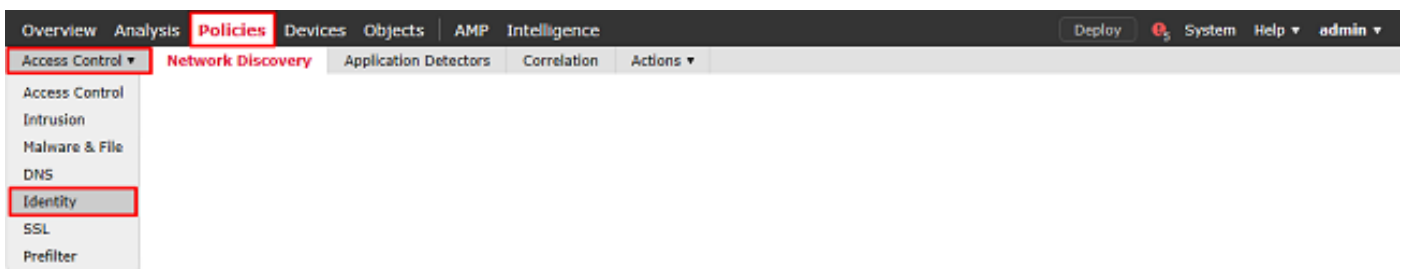 Overview Analysis Policies Devices Objects AMP Intelligence Deploy 5 System Help ▾ admin ▾
Access Control ▾ Network Discovery Application Detectors Correlation Actions ▾
Access Control
Intrusion
Malware & File
DNS
Identity
SSL
Prefilter